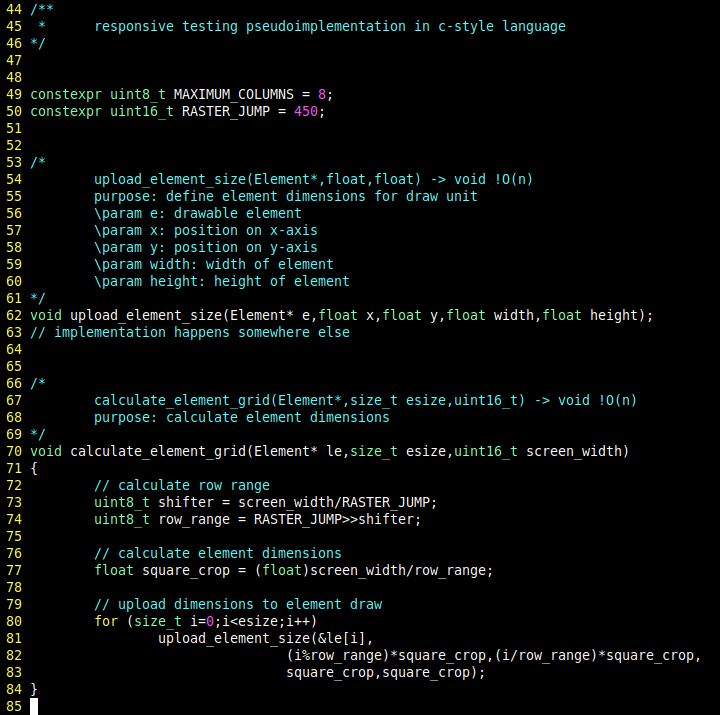 44 /**
45  *      responsive testing pseudoimplementation in c-style language
46 */
47
48
49 constexpr uint8_t MAXIMUM_COLUMNS = 8;
50 constexpr uint16_t RASTER_JUMP = 450;
51
52
53 /*
54         upload_element_size(Element*,float,float) -> void !O(n)
55         purpose: define element dimensions for draw unit
56         \param e: drawable element
57         \param x: position on x-axis
58         \param y: position on y-axis
59         \param width: width of element
60         \param height: height of element
61 */
62 void upload_element_size(Element* e,float x,float y,float width,float height);
63 // implementation happens somewhere else
64
65
66 /*
67         calculate_element_grid(Element*,size_t esize,uint16_t) -> void !O(n)
68         purpose: calculate element dimensions
69 */
70 void calculate_element_grid(Element* le,size_t esize,uint16_t screen_width)
71 {
72         // calculate row range
73         uint8_t shifter = screen_width/RASTER_JUMP;
74         uint8_t row_range = RASTER_JUMP>>shifter;
75
76         // calculate element dimensions
77         float square_crop = (float)screen_width/row_range;
78
79         // upload dimensions to element draw
80         for (size_t i=0;i<esize;i++)
81                 upload_element_size(&le[i],
82                                 (i%row_range)*square_crop,(i/row_range)*square_crop,
83                                 square_crop,square_crop);
84 }
85